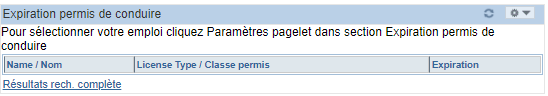 Expiration permis de conduire
Pour sélectionner votre emploi cliquez Paramètres pagelet dans section Expiration permis de
conduire
Name / Nom License Type / Classe permis Expiration
Résultats rech. complète